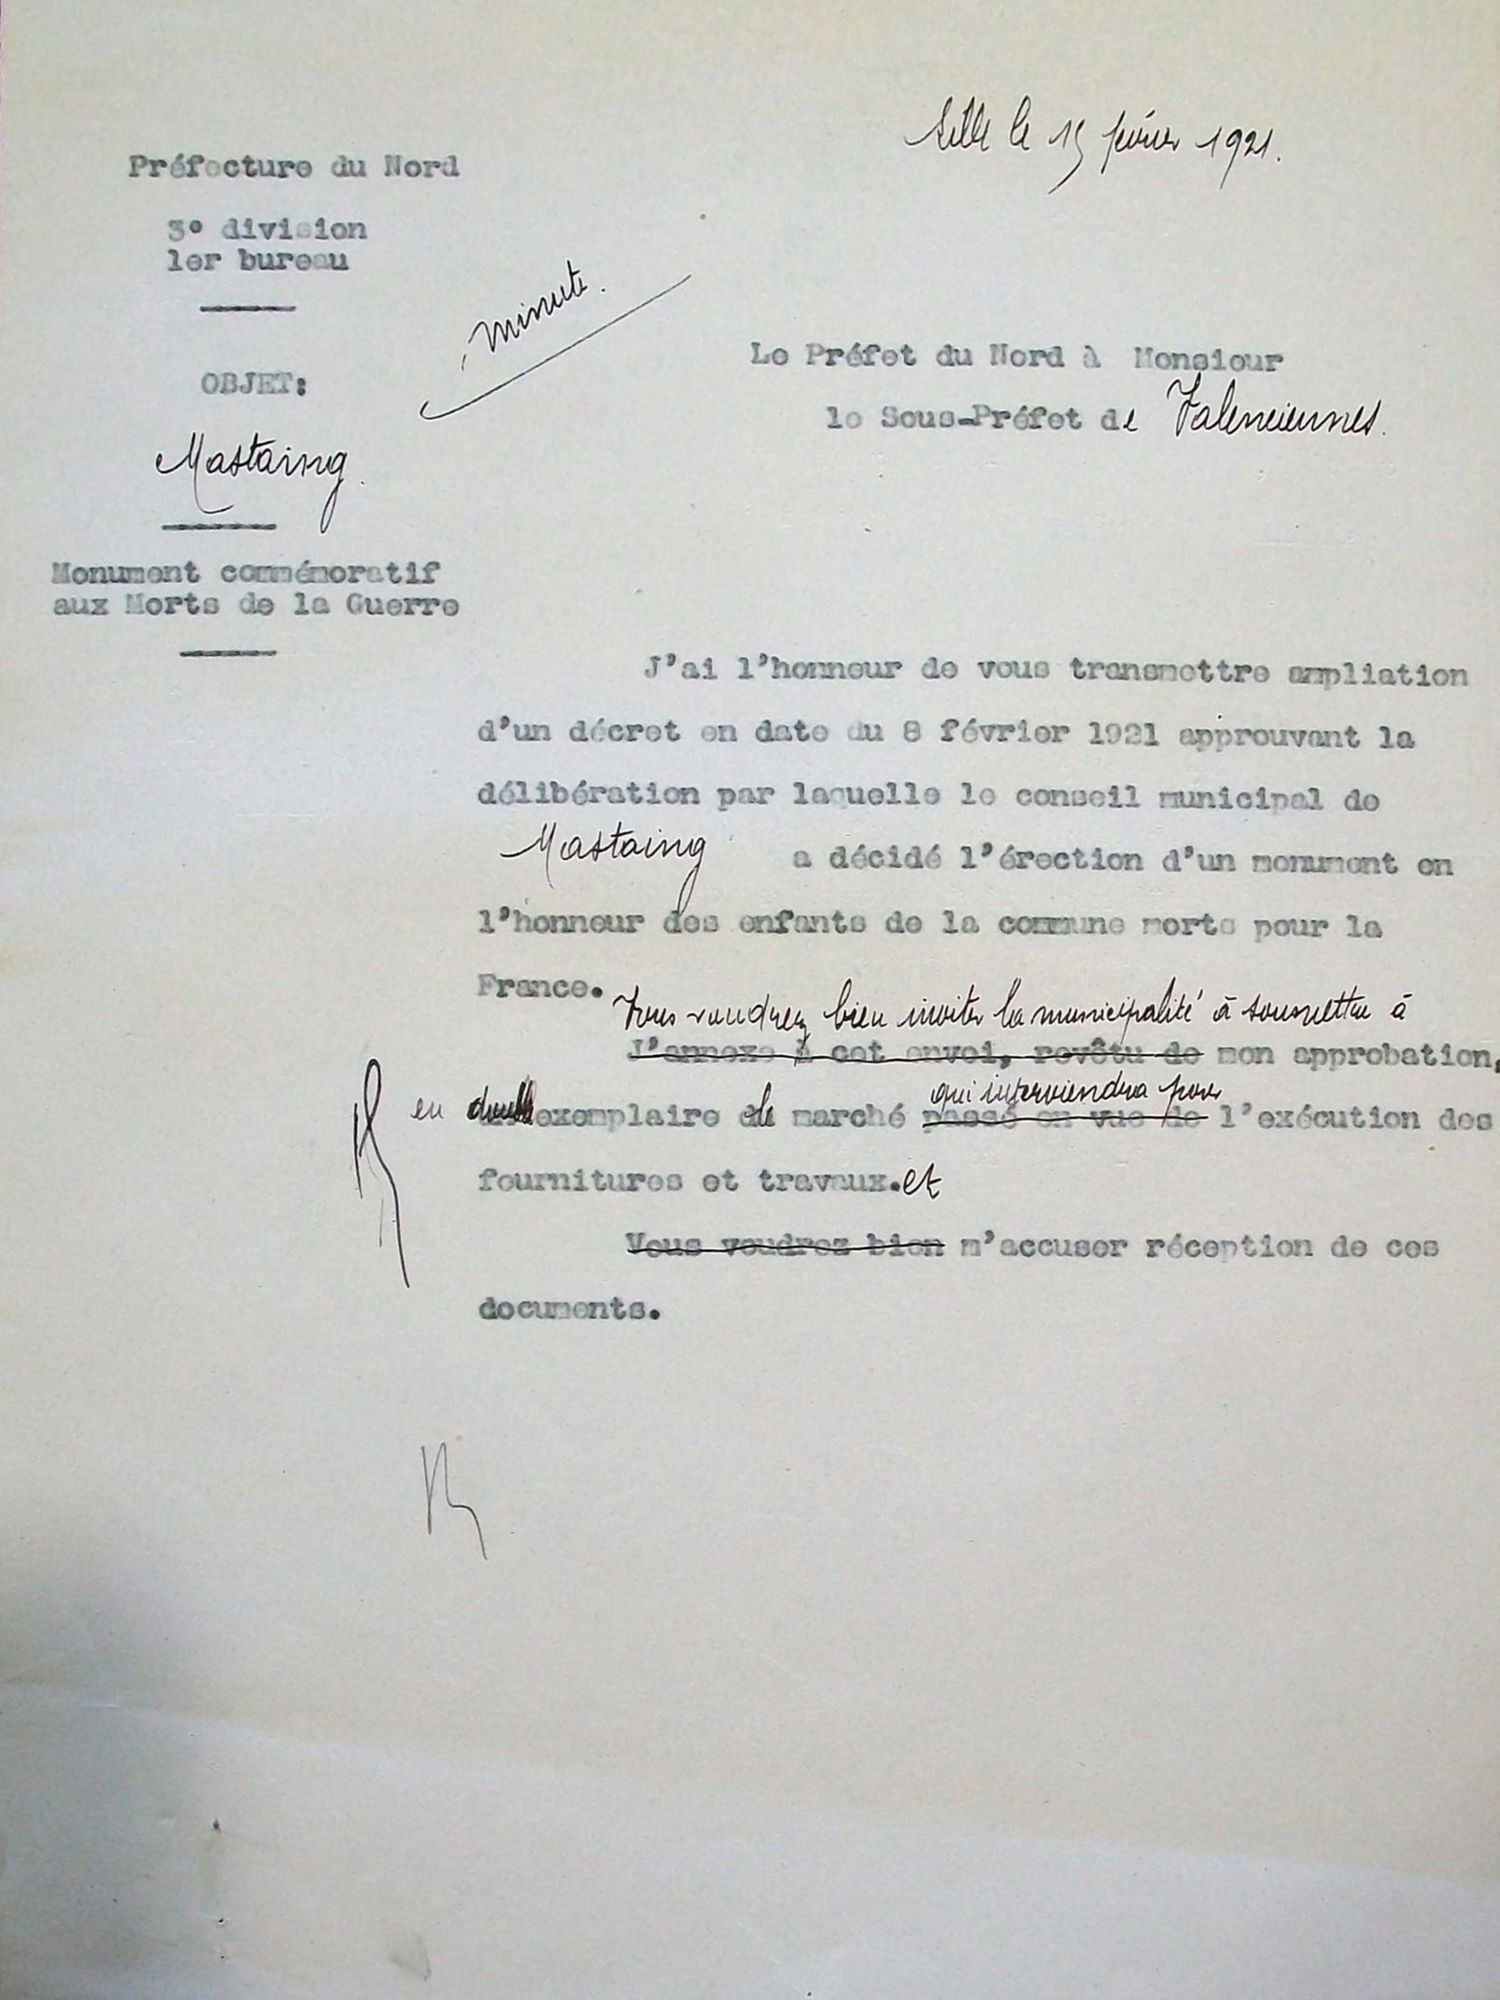 Lille le 15 février 1921.
Préfecture du Nord
3° division
1er bureau
minute.
Le Préfet du Nord à Monsieur
le Sous-Préfet de Valenciennes.
OBJET:
Mastaing.
Monument commémoratif
aux Morts de la Guerre
J'ai l'honneur de vous transmettre ampliation
d'un décret en date du 8 février 1921 approuvant la
délibération par laquelle le conseil municipal de
Mastaing a décidé l'érection d'un monument en
l'honneur des enfants de la commune morts pour la
France.
Vous voudrez bien inviter la municipalité à soumettre à
J'annexe à cet envoi, revêtu de mon approbation,
qui interviendra pour
en double exemplaire le marché passé en vue de l'exécution des
fournitures et travaux. et
Vous voudrez bien m'accuser réception de ces
documents.